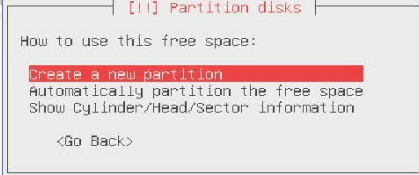 [!!] Partition disks
How to use this free space:
Create a new partition
Automatically partition the free space
Show Cylinder/Head/Sector information
<Go Back>